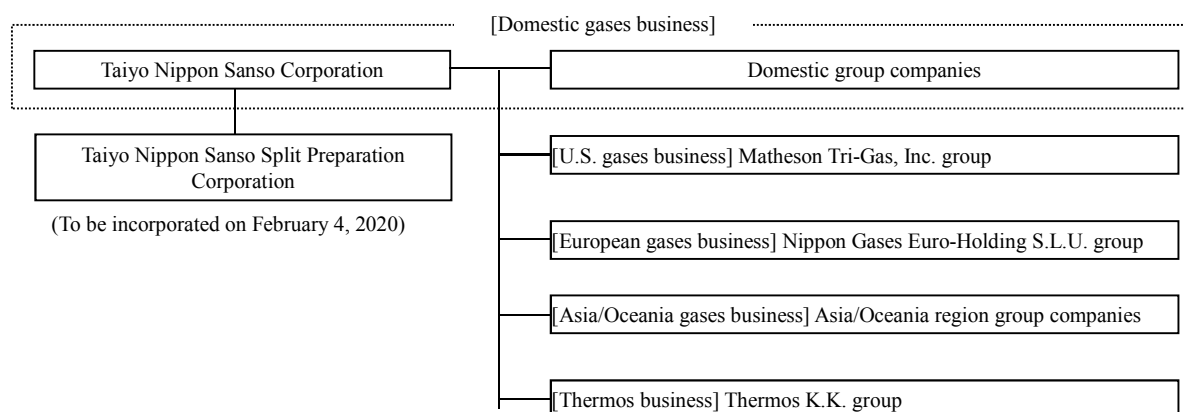 [Domestic gases business]
Taiyo Nippon Sanso Corporation
Domestic group companies
Taiyo Nippon Sanso Split Preparation
Corporation
(To be incorporated on February 4, 2020)
[U.S. gases business] Matheson Tri-Gas, Inc. group
[European gases business] Nippon Gases Euro-Holding S.L.U. group
[Asia/Oceania gases business] Asia/Oceania region group companies
[Thermos business] Thermos K.K. group